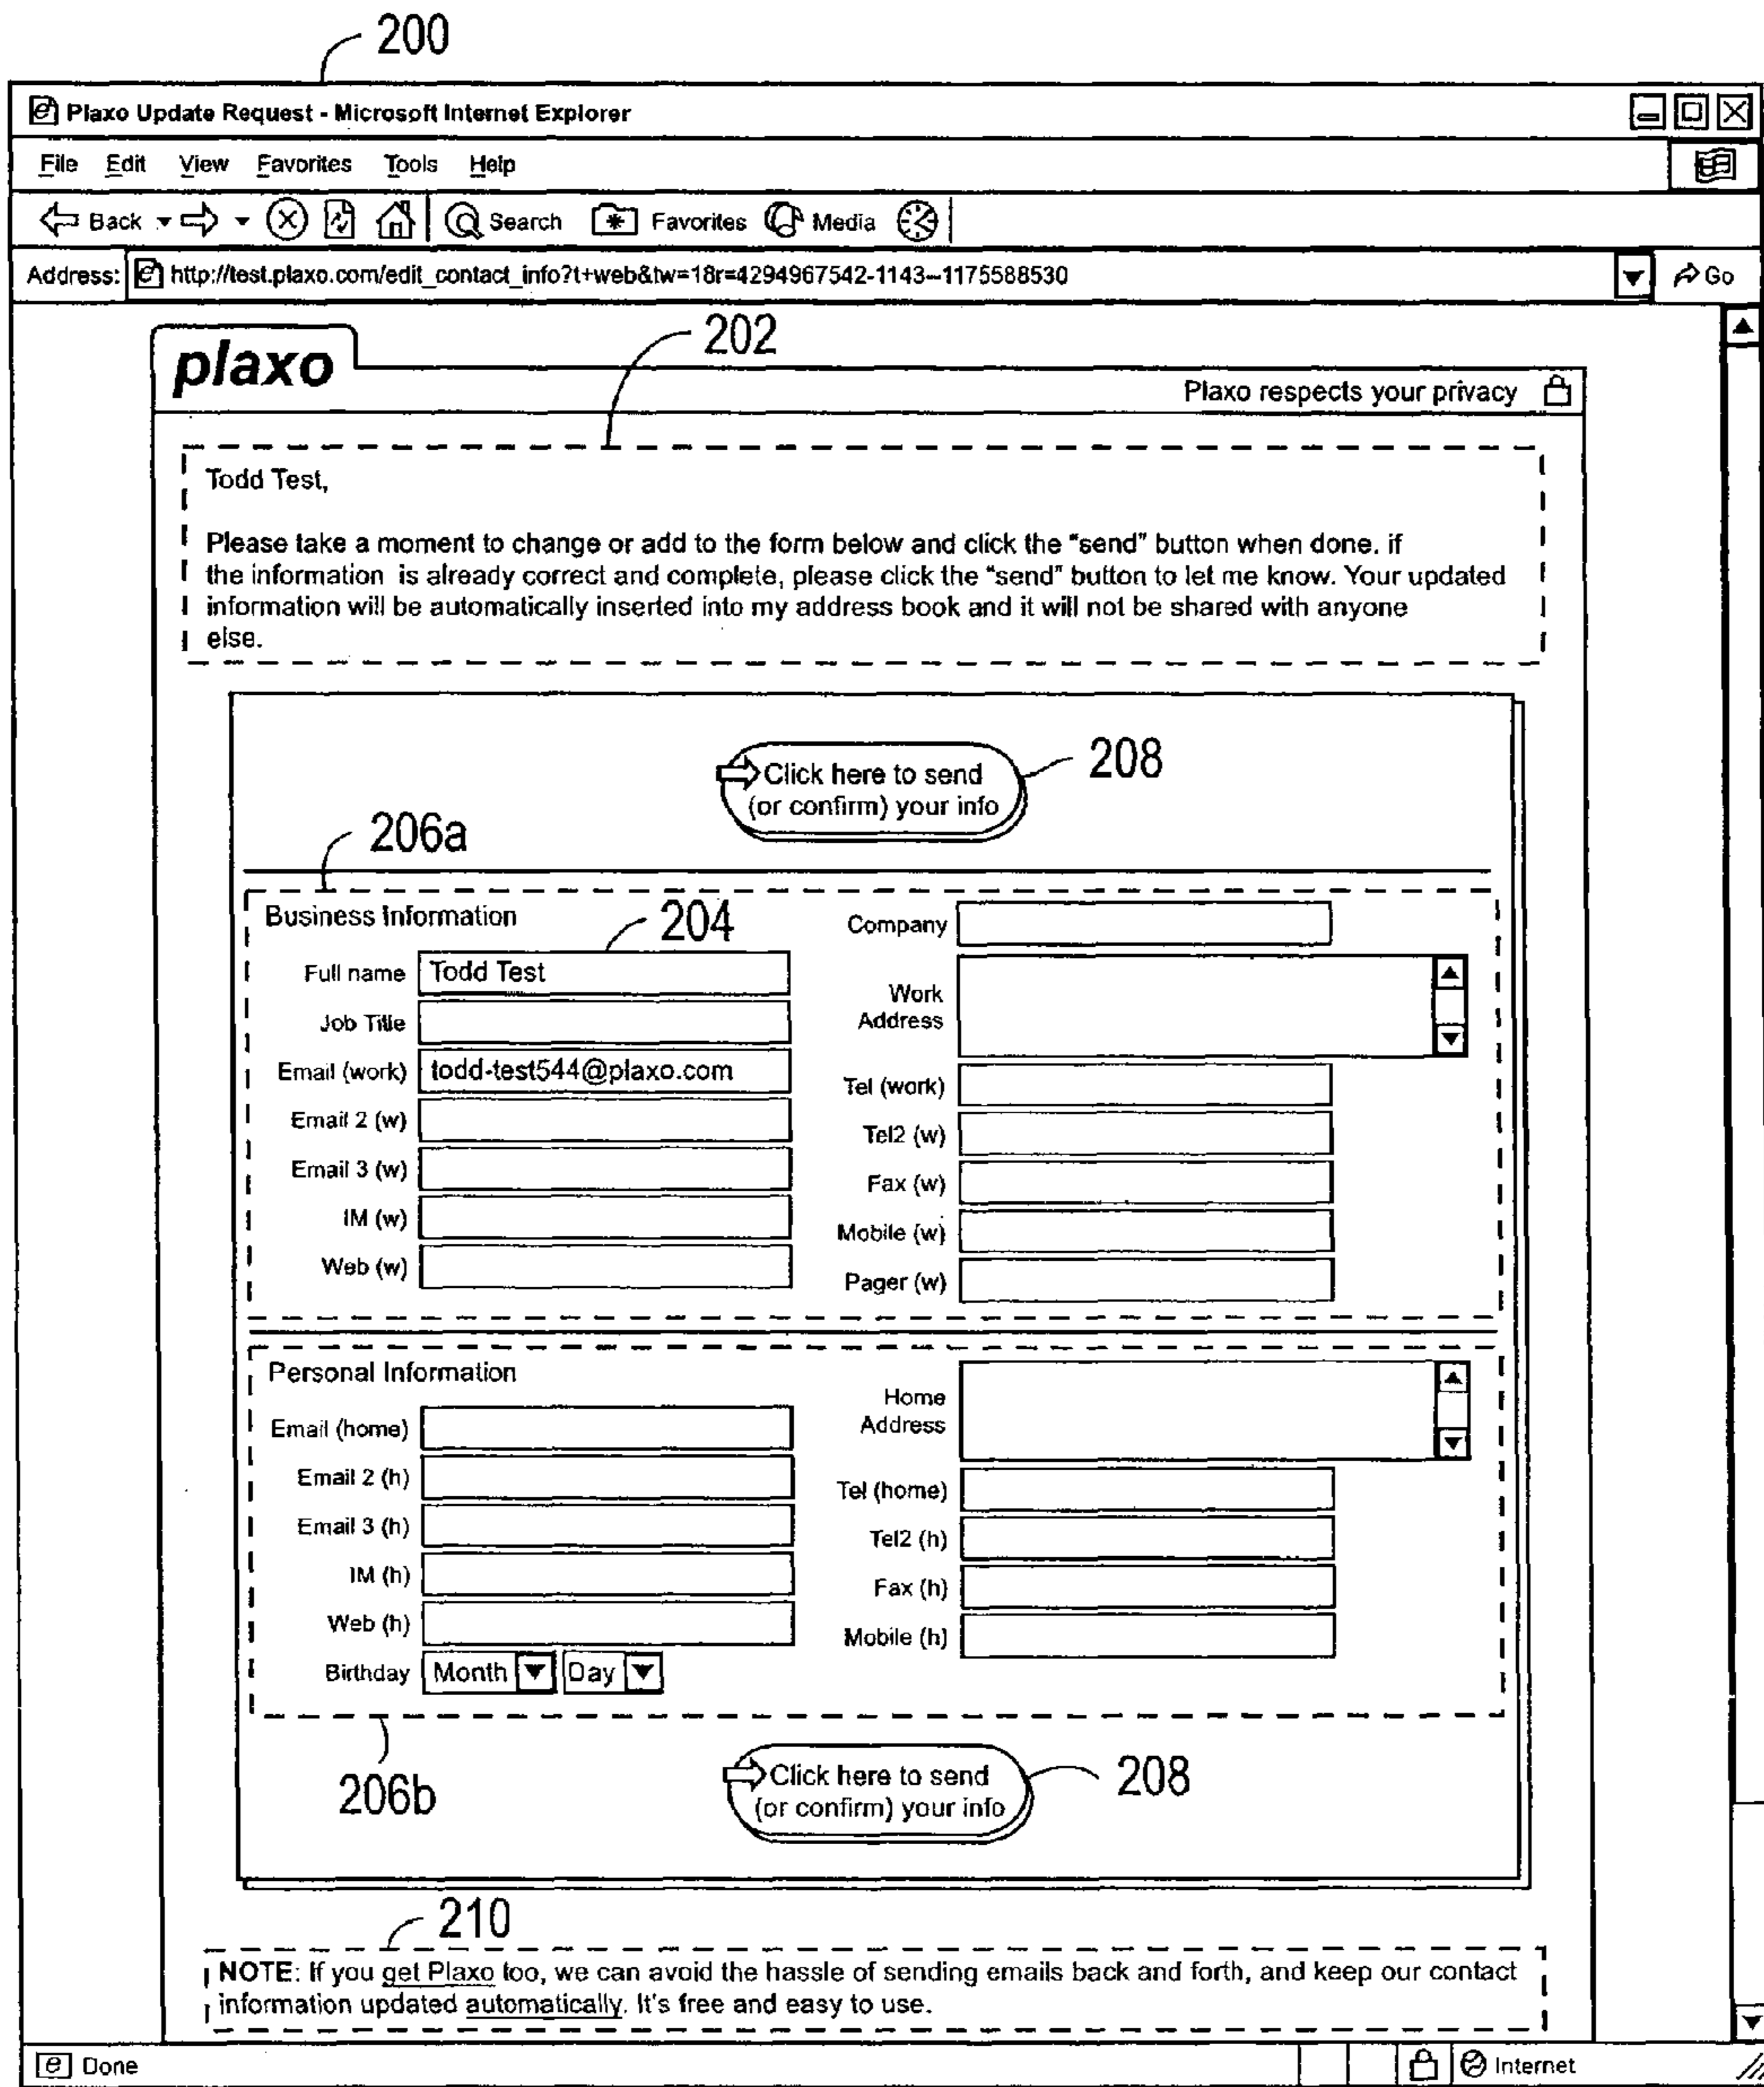 200
Plaxo Update Request - Microsoft Internet Explorer
File Edit View Favorites Tools Help
Back Search Favorites Media
Address: http://test.plaxo.com/edit_contact_info?t+web&tw=18r=4294967542-1143--1175588530 Go
plaxo
202
Plaxo respects your privacy
Todd Test,
Please take a moment to change or add to the form below and click the "send" button when done. if
the information is already correct and complete, please click the "send" button to let me know. Your updated
information will be automatically inserted into my address book and it will not be shared with anyone
else.
Click here to send
(or confirm) your info
208
206a
Business Information
204
Full name Todd Test
Job Title
Email (work) todd-test544@plaxo.com
Email 2 (w)
Email 3 (w)
IM (w)
Web (w)
Company
Work
Address
Tel (work)
Tel2 (w)
Fax (w)
Mobile (w)
Pager (w)
Personal Information
Email (home)
Email 2 (h)
Email 3 (h)
IM (h)
Web (h)
Birthday Month Day
Home
Address
Tel (home)
Tel2 (h)
Fax (h)
Mobile (h)
206b
Click here to send
(or confirm) your info
208
210
NOTE: If you get Plaxo too, we can avoid the hassle of sending emails back and forth, and keep our contact
information updated automatically. It's free and easy to use.
Done Internet